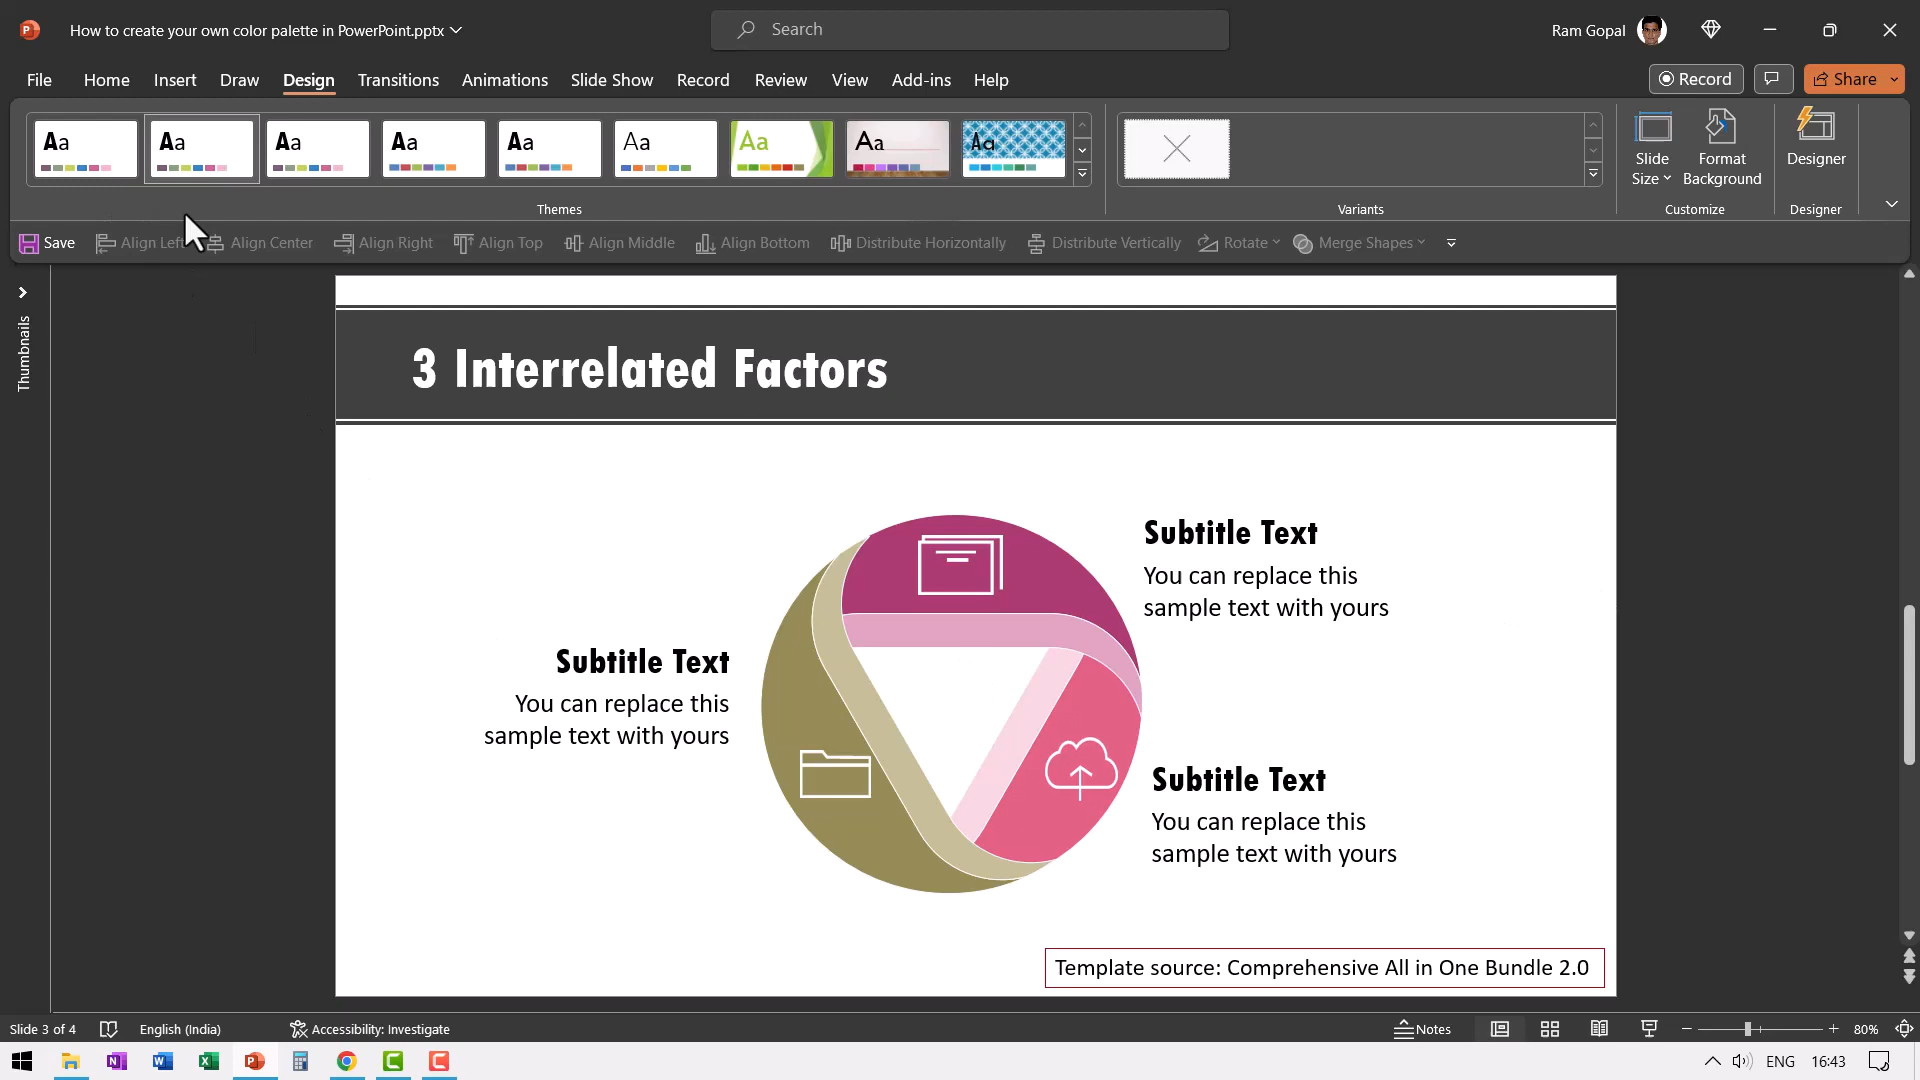 How to create your own color palette in PowerPoint.pptx
Search
Ram Gopal
File Home Insert Draw Design Transitions Animations Slide Show Record Review View Add-ins Help
Record
Share
Aa Aa Aa Aa Aa Aa Aa Aa Aa
Slide Size
Format Background
Designer
Themes
Variants
Customize
Designer
Save Align Left Align Center Align Right Align Top Align Middle Align Bottom Distribute Horizontally Distribute Vertically Rotate Merge Shapes
Thumbnails
3 Interrelated Factors
Subtitle Text
You can replace this
sample text with yours
Subtitle Text
You can replace this
sample text with yours
Subtitle Text
You can replace this
sample text with yours
Template source: Comprehensive All in One Bundle 2.0
Slide 3 of 4 English (India) Accessibility: Investigate Notes 80%
ENG 16:43